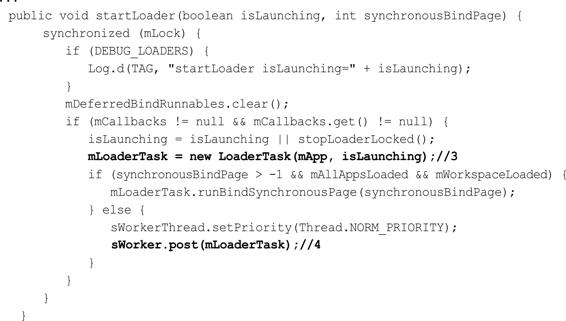 ...
public void startLoader(boolean isLaunching, int synchronousBindPage) {
synchronized (mLock) {
if (DEBUG_LOADERS) {
Log.d(TAG, "startLoader isLaunching=" + isLaunching);
}
mDeferredBindRunnables.clear();
if (mCallbacks != null && mCallbacks.get() != null) {
isLaunching = isLaunching || stopLoaderLocked();
mLoaderTask = new LoaderTask(mApp, isLaunching);//3
if (synchronousBindPage > -1 && mAllAppsLoaded && mWorkspaceLoaded) {
mLoaderTask.runBindSynchronousPage(synchronousBindPage);
} else {
sWorkerThread.setPriority(Thread.NORM_PRIORITY);
sWorker.post(mLoaderTask);//4
}
}
}
}